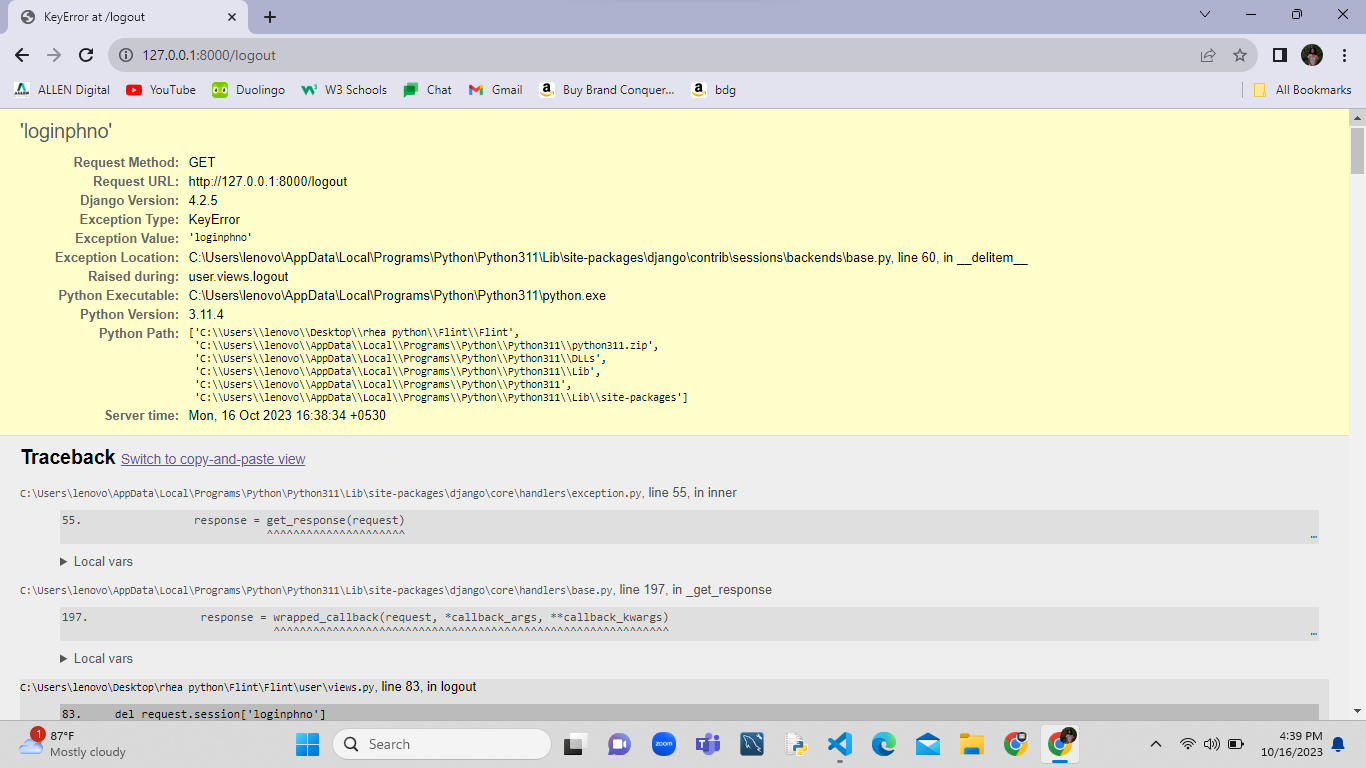 KeyError at /logout
127.0.0.1:8000/logout
ALLEN Digital YouTube Duolingo W3 Schools Chat Gmail Buy Brand Conquer... bdg All Bookmarks
'loginphno'
Request Method: GET
Request URL: http://127.0.0.1:8000/logout
Django Version: 4.2.5
Exception Type: KeyError
Exception Value: 'loginphno'
Exception Location: C:\Users\lenovo\AppData\Local\Programs\Python\Python311\Lib\site-packages\django\contrib\sessions\backends\base.py, line 60, in __delitem__
Raised during: user.views.logout
Python Executable: C:\Users\lenovo\AppData\Local\Programs\Python\Python311\python.exe
Python Version: 3.11.4
Python Path: ['C:\\Users\\lenovo\\Desktop\\rhea python\\Flint\\Flint',
'C:\\Users\\lenovo\\AppData\\Local\\Programs\\Python\\Python311\\python311.zip',
'C:\\Users\\lenovo\\AppData\\Local\\Programs\\Python\\Python311\\DLLs',
'C:\\Users\\lenovo\\AppData\\Local\\Programs\\Python\\Python311\\Lib',
'C:\\Users\\lenovo\\AppData\\Local\\Programs\\Python\\Python311',
'C:\\Users\\lenovo\\AppData\\Local\\Programs\\Python\\Python311\\Lib\\site-packages']
Server time: Mon, 16 Oct 2023 16:38:34 +0530
Traceback Switch to copy-and-paste view
C:\Users\lenovo\AppData\Local\Programs\Python\Python311\Lib\site-packages\django\core\handlers\exception.py, line 55, in inner
55. response = get_response(request)
^^^^^^^^^^^^^^^^^^^^^ …
▶ Local vars
C:\Users\lenovo\AppData\Local\Programs\Python\Python311\Lib\site-packages\django\core\handlers\base.py, line 197, in _get_response
197. response = wrapped_callback(request, *callback_args, **callback_kwargs)
^^^^^^^^^^^^^^^^^^^^^^^^^^^^^^^^^^^^^^^^^^^^^^^^^^^^^^^^^^^^ …
▶ Local vars
C:\Users\lenovo\Desktop\rhea python\Flint\Flint\user\views.py, line 83, in logout
83. del request.session['loginphno']
1
87°F
Mostly cloudy
Search
zoom
4:39 PM
10/16/2023